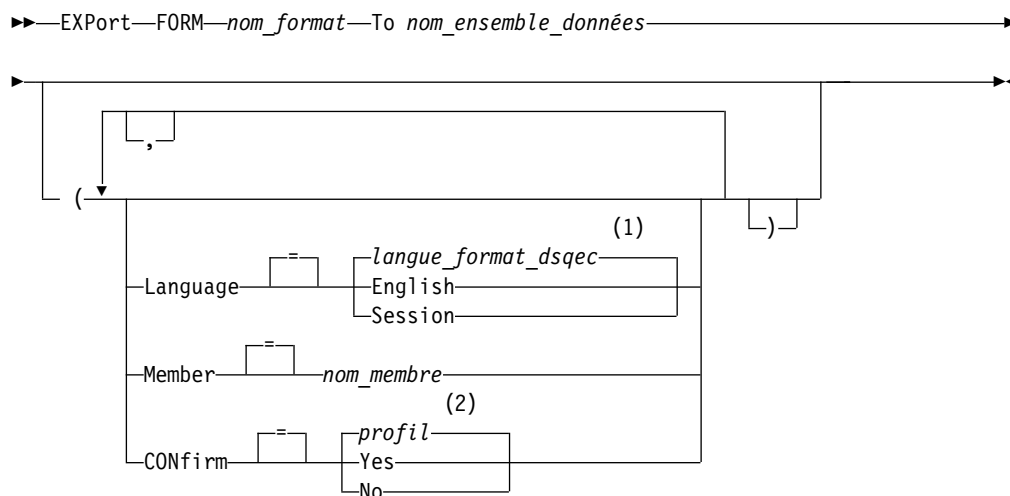 EXPort FORM nom_format To nom_ensemble_données
,
( )
(1)
= langue_format_dsqec
Language English
Session
=
Member nom_membre
(2)
= profil
CONfirm Yes
No